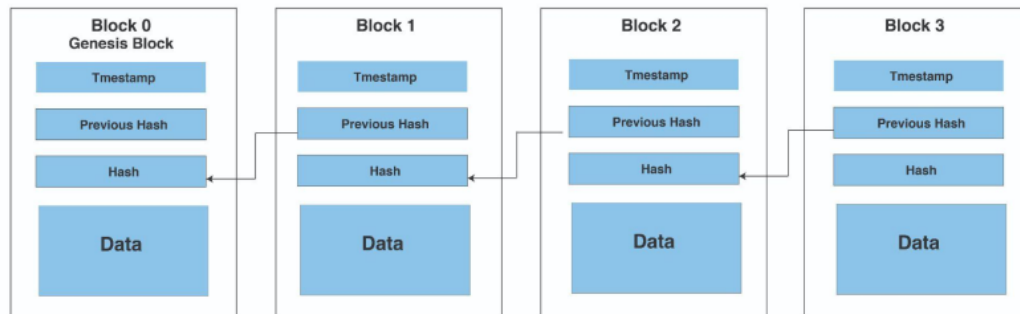 Block 0
Genesis Block
Tmestamp
Previous Hash
Hash
Data
Block 1
Tmestamp
Previous Hash
Hash
Data
Block 2
Tmestamp
Previous Hash
Hash
Data
Block 3
Tmestamp
Previous Hash
Hash
Data